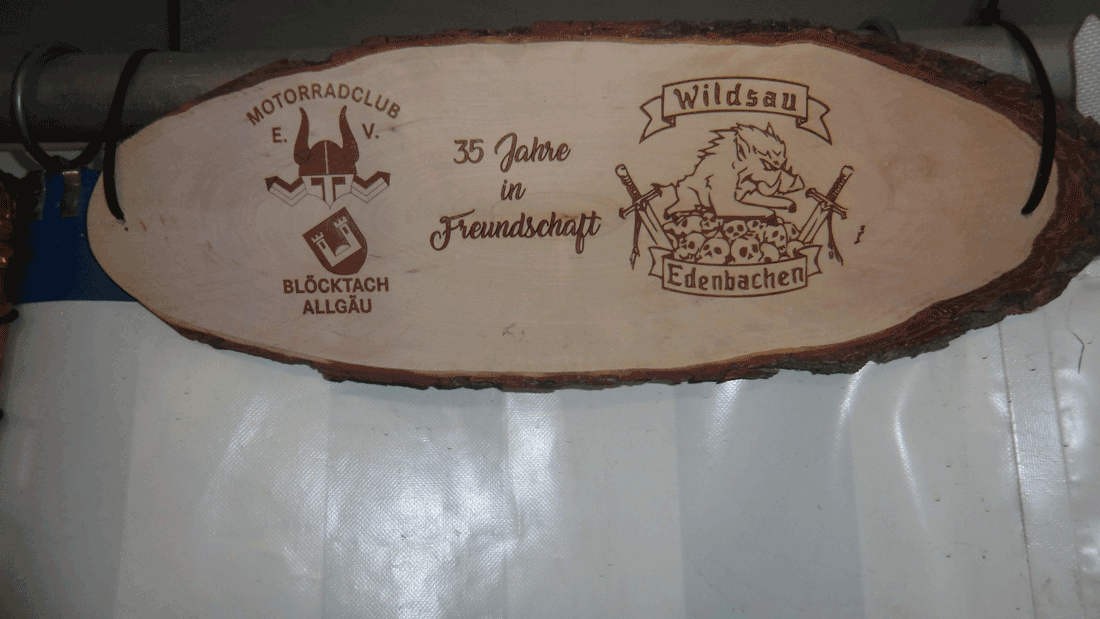 MOTORRADCLUB
E. V.
BLÖCKTACH
ALLGÄU
35 Jahre
in
Freundschaft
Wildsau
Edenbachen